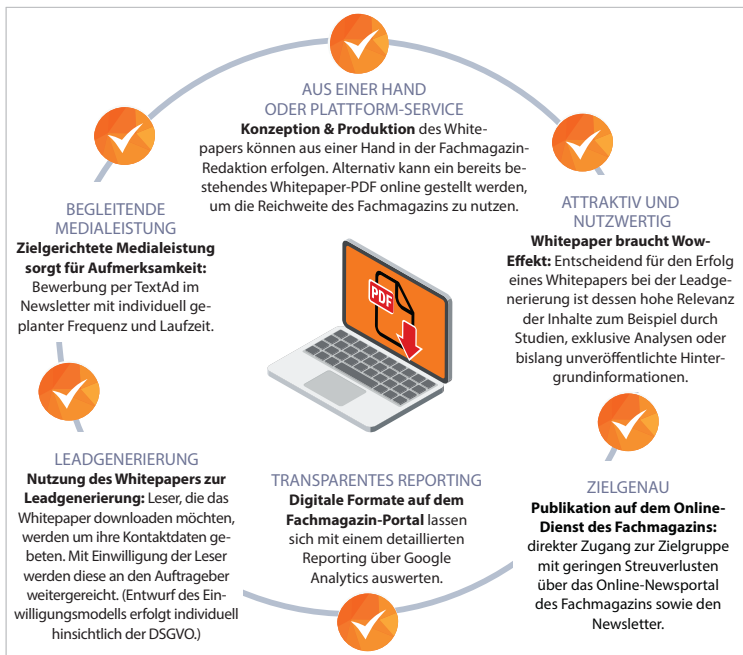 AUS EINER HAND
ODER PLATTFORM-SERVICE
Konzeption & Produktion des White-
papers können aus einer Hand in der Fachmagazin-
Redaktion erfolgen. Alternativ kann ein bereits be-
stehendes Whitepaper-PDF online gestellt werden,
um die Reichweite des Fachmagazins zu nutzen.
ATTRAKTIV UND
NUTZWERTIG
Whitepaper braucht Wow-
Effekt: Entscheidend für den Erfolg
eines Whitepapers bei der Leadge-
nerierung ist dessen hohe Relevanz
der Inhalte zum Beispiel durch
Studien, exklusive Analysen oder
bislang unveröffentlichte Hinter-
grundinformationen.
ZIELGENAU
Publikation auf dem Online-
Dienst des Fachmagazins:
direkter Zugang zur Zielgruppe
mit geringen Streuverlusten
über das Online-Newsportal
des Fachmagazins sowie den
Newsletter.
TRANSPARENTES REPORTING
Digitale Formate auf dem
Fachmagazin-Portal lassen
sich mit einem detaillierten
Reporting über Google
Analytics auswerten.
LEADGENERIERUNG
Nutzung des Whitepapers zur
Leadgenerierung: Leser, die das
Whitepaper downloaden möchten,
werden um ihre Kontaktdaten ge-
beten. Mit Einwilligung der Leser
werden diese an den Auftrageber
weitergereicht. (Entwurf des Ein-
willigungsmodells erfolgt individuell
hinsichtlich der DSGVO.)
BEGLEITENDE
MEDIALEISTUNG
Zielgerichtete Medialeistung
sorgt für Aufmerksamkeit:
Bewerbung per TextAd im
Newsletter mit individuell ge-
planter Frequenz und Laufzeit.
PDF